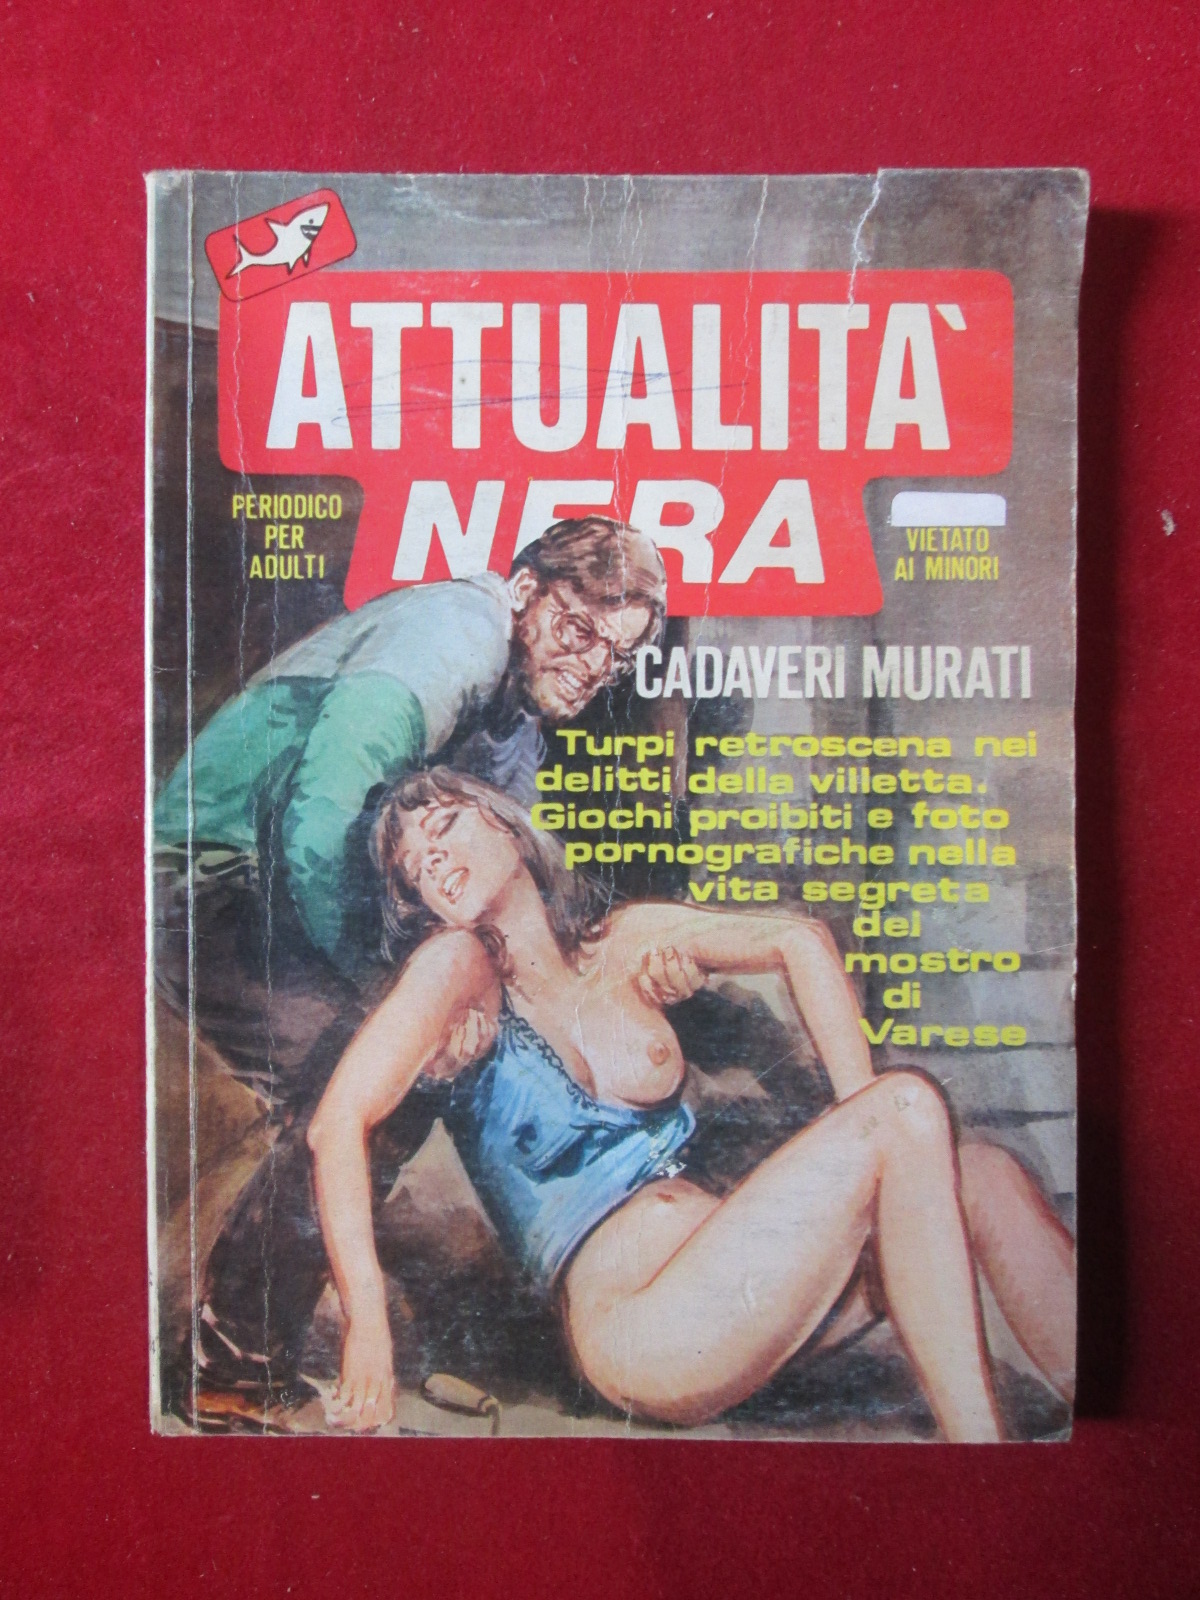 ATTUALITÀ
NERA
PERIODICO
PER
ADULTI
VIETATO
AI MINORI
CADAVERI MURATI
Turpi retroscena nei
delitti della villetta.
Giochi proibiti e foto
pornografiche nella
vita segreta
del
mostro
di
Varese